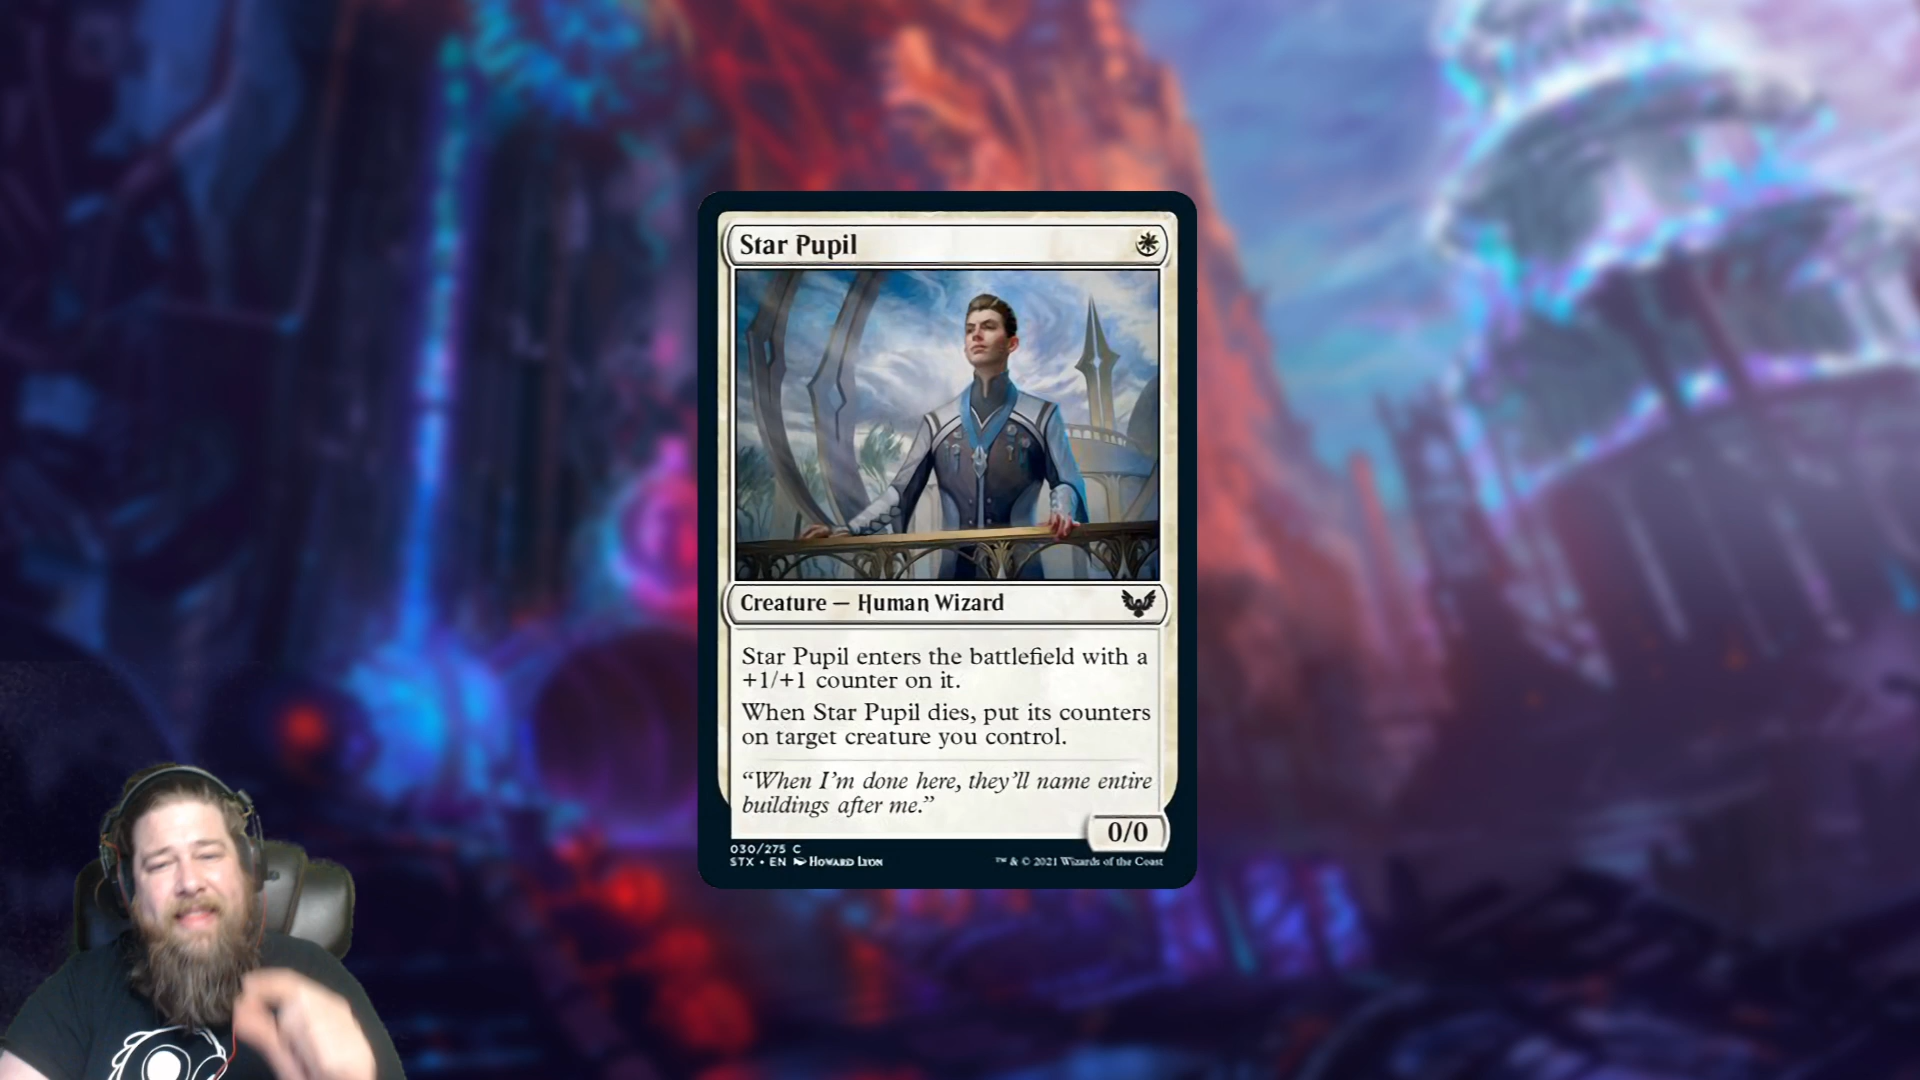 Star Pupil
Creature — Human Wizard
Star Pupil enters the battlefield with a
+1/+1 counter on it.
When Star Pupil dies, put its counters
on target creature you control.
“When I’m done here, they’ll name entire
buildings after me.”
0/0
030/275 C
STX • EN Howard Lyon
™ & © 2021 Wizards of the Coast